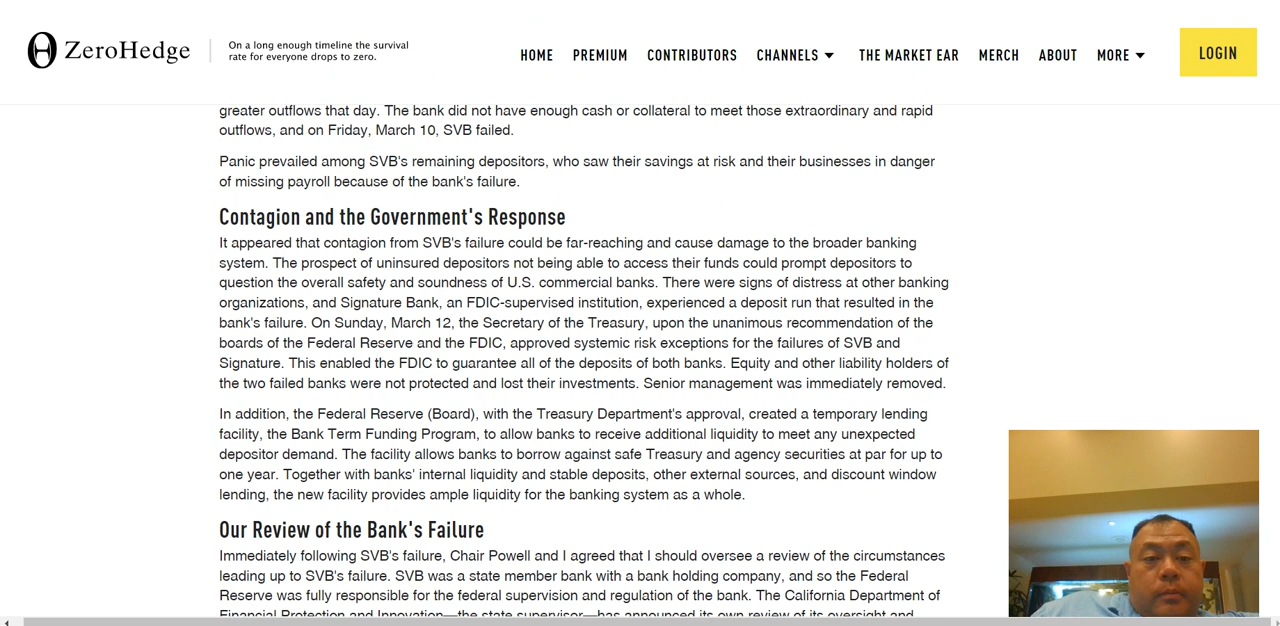 ZeroHedge
On a long enough timeline the survival
rate for everyone drops to zero.
HOME PREMIUM CONTRIBUTORS CHANNELS THE MARKET EAR MERCH ABOUT MORE LOGIN
greater outflows that day. The bank did not have enough cash or collateral to meet those extraordinary and rapid
outflows, and on Friday, March 10, SVB failed.
Panic prevailed among SVB's remaining depositors, who saw their savings at risk and their businesses in danger
of missing payroll because of the bank's failure.
Contagion and the Government's Response
It appeared that contagion from SVB's failure could be far-reaching and cause damage to the broader banking
system. The prospect of uninsured depositors not being able to access their funds could prompt depositors to
question the overall safety and soundness of U.S. commercial banks. There were signs of distress at other banking
organizations, and Signature Bank, an FDIC-supervised institution, experienced a deposit run that resulted in the
bank's failure. On Sunday, March 12, the Secretary of the Treasury, upon the unanimous recommendation of the
boards of the Federal Reserve and the FDIC, approved systemic risk exceptions for the failures of SVB and
Signature. This enabled the FDIC to guarantee all of the deposits of both banks. Equity and other liability holders of
the two failed banks were not protected and lost their investments. Senior management was immediately removed.
In addition, the Federal Reserve (Board), with the Treasury Department's approval, created a temporary lending
facility, the Bank Term Funding Program, to allow banks to receive additional liquidity to meet any unexpected
depositor demand. The facility allows banks to borrow against safe Treasury and agency securities at par for up to
one year. Together with banks' internal liquidity and stable deposits, other external sources, and discount window
lending, the new facility provides ample liquidity for the banking system as a whole.
Our Review of the Bank's Failure
Immediately following SVB's failure, Chair Powell and I agreed that I should oversee a review of the circumstances
leading up to SVB's failure. SVB was a state member bank with a bank holding company, and so the Federal
Reserve was fully responsible for the federal supervision and regulation of the bank. The California Department of
Financial Protection and Innovation—the state supervisor—has announced its own review of its oversight and